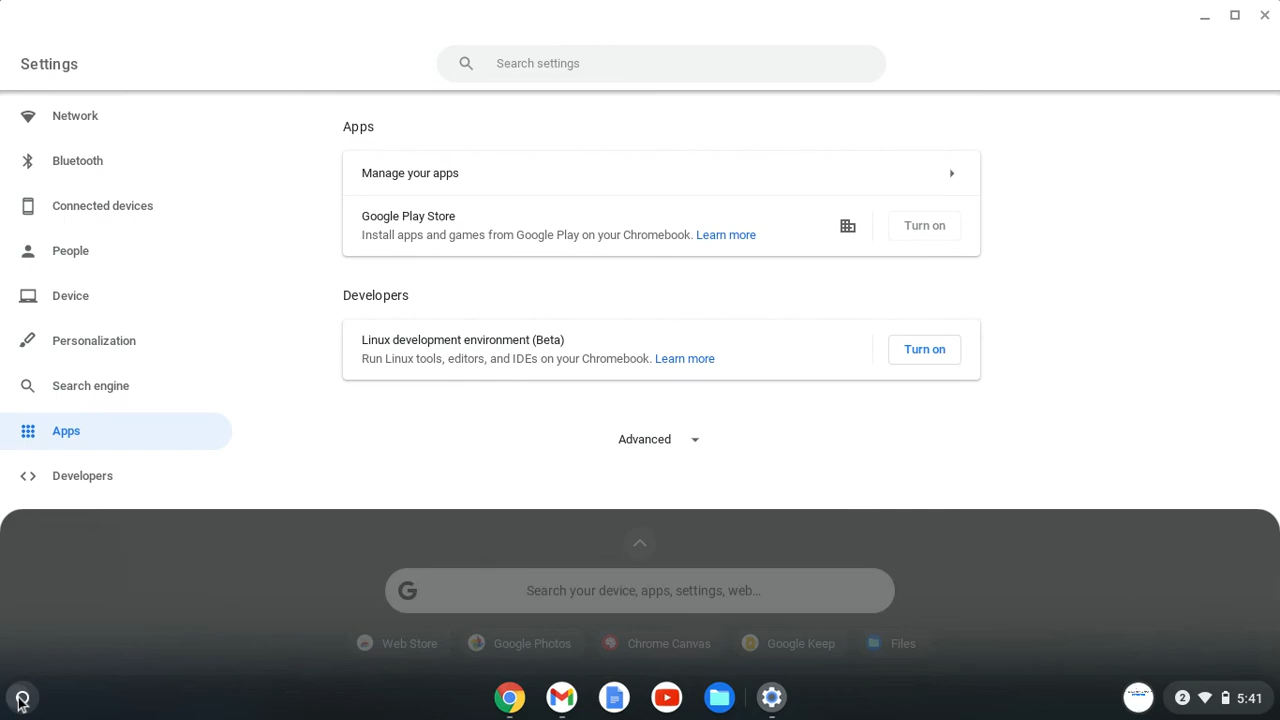 Settings
Search settings
Network
Bluetooth
Connected devices
People
Device
Personalization
Search engine
Apps
Developers
Apps
Manage your apps
Google Play Store
Install apps and games from Google Play on your Chromebook. Learn more
Turn on
Developers
Linux development environment (Beta)
Run Linux tools, editors, and IDEs on your Chromebook. Learn more
Turn on
Advanced
G
Search your device, apps, settings, web...
Web Store
Google Photos
Chrome Canvas
Google Keep
Files
2
5:41